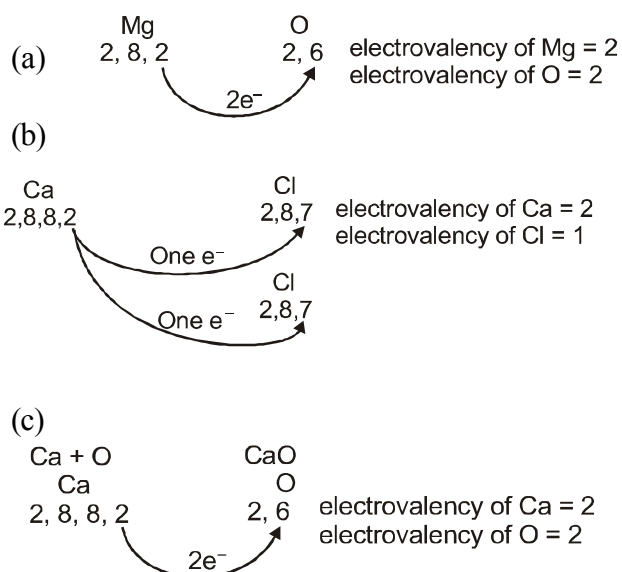 (a)
Mg O
2, 8, 2 2, 6
electrovalency of Mg = 2
electrovalency of O = 2
2e⁻
(b)
Ca Cl
2,8,8,2 2,8,7
electrovalency of Ca = 2
electrovalency of Cl = 1
One e⁻
Cl
2,8,7
One e⁻
(c)
Ca + O CaO
Ca O
2, 8, 8, 2 2, 6
electrovalency of Ca = 2
electrovalency of O = 2
2e⁻